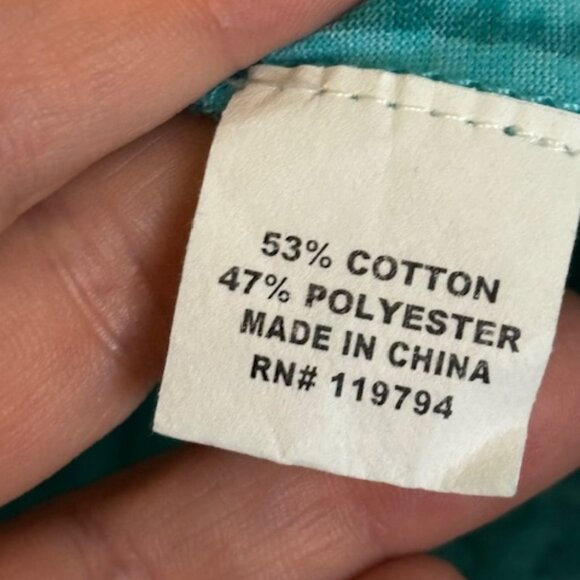 53% COTTON
47% POLYESTER
MADE IN CHINA
RN# 119794